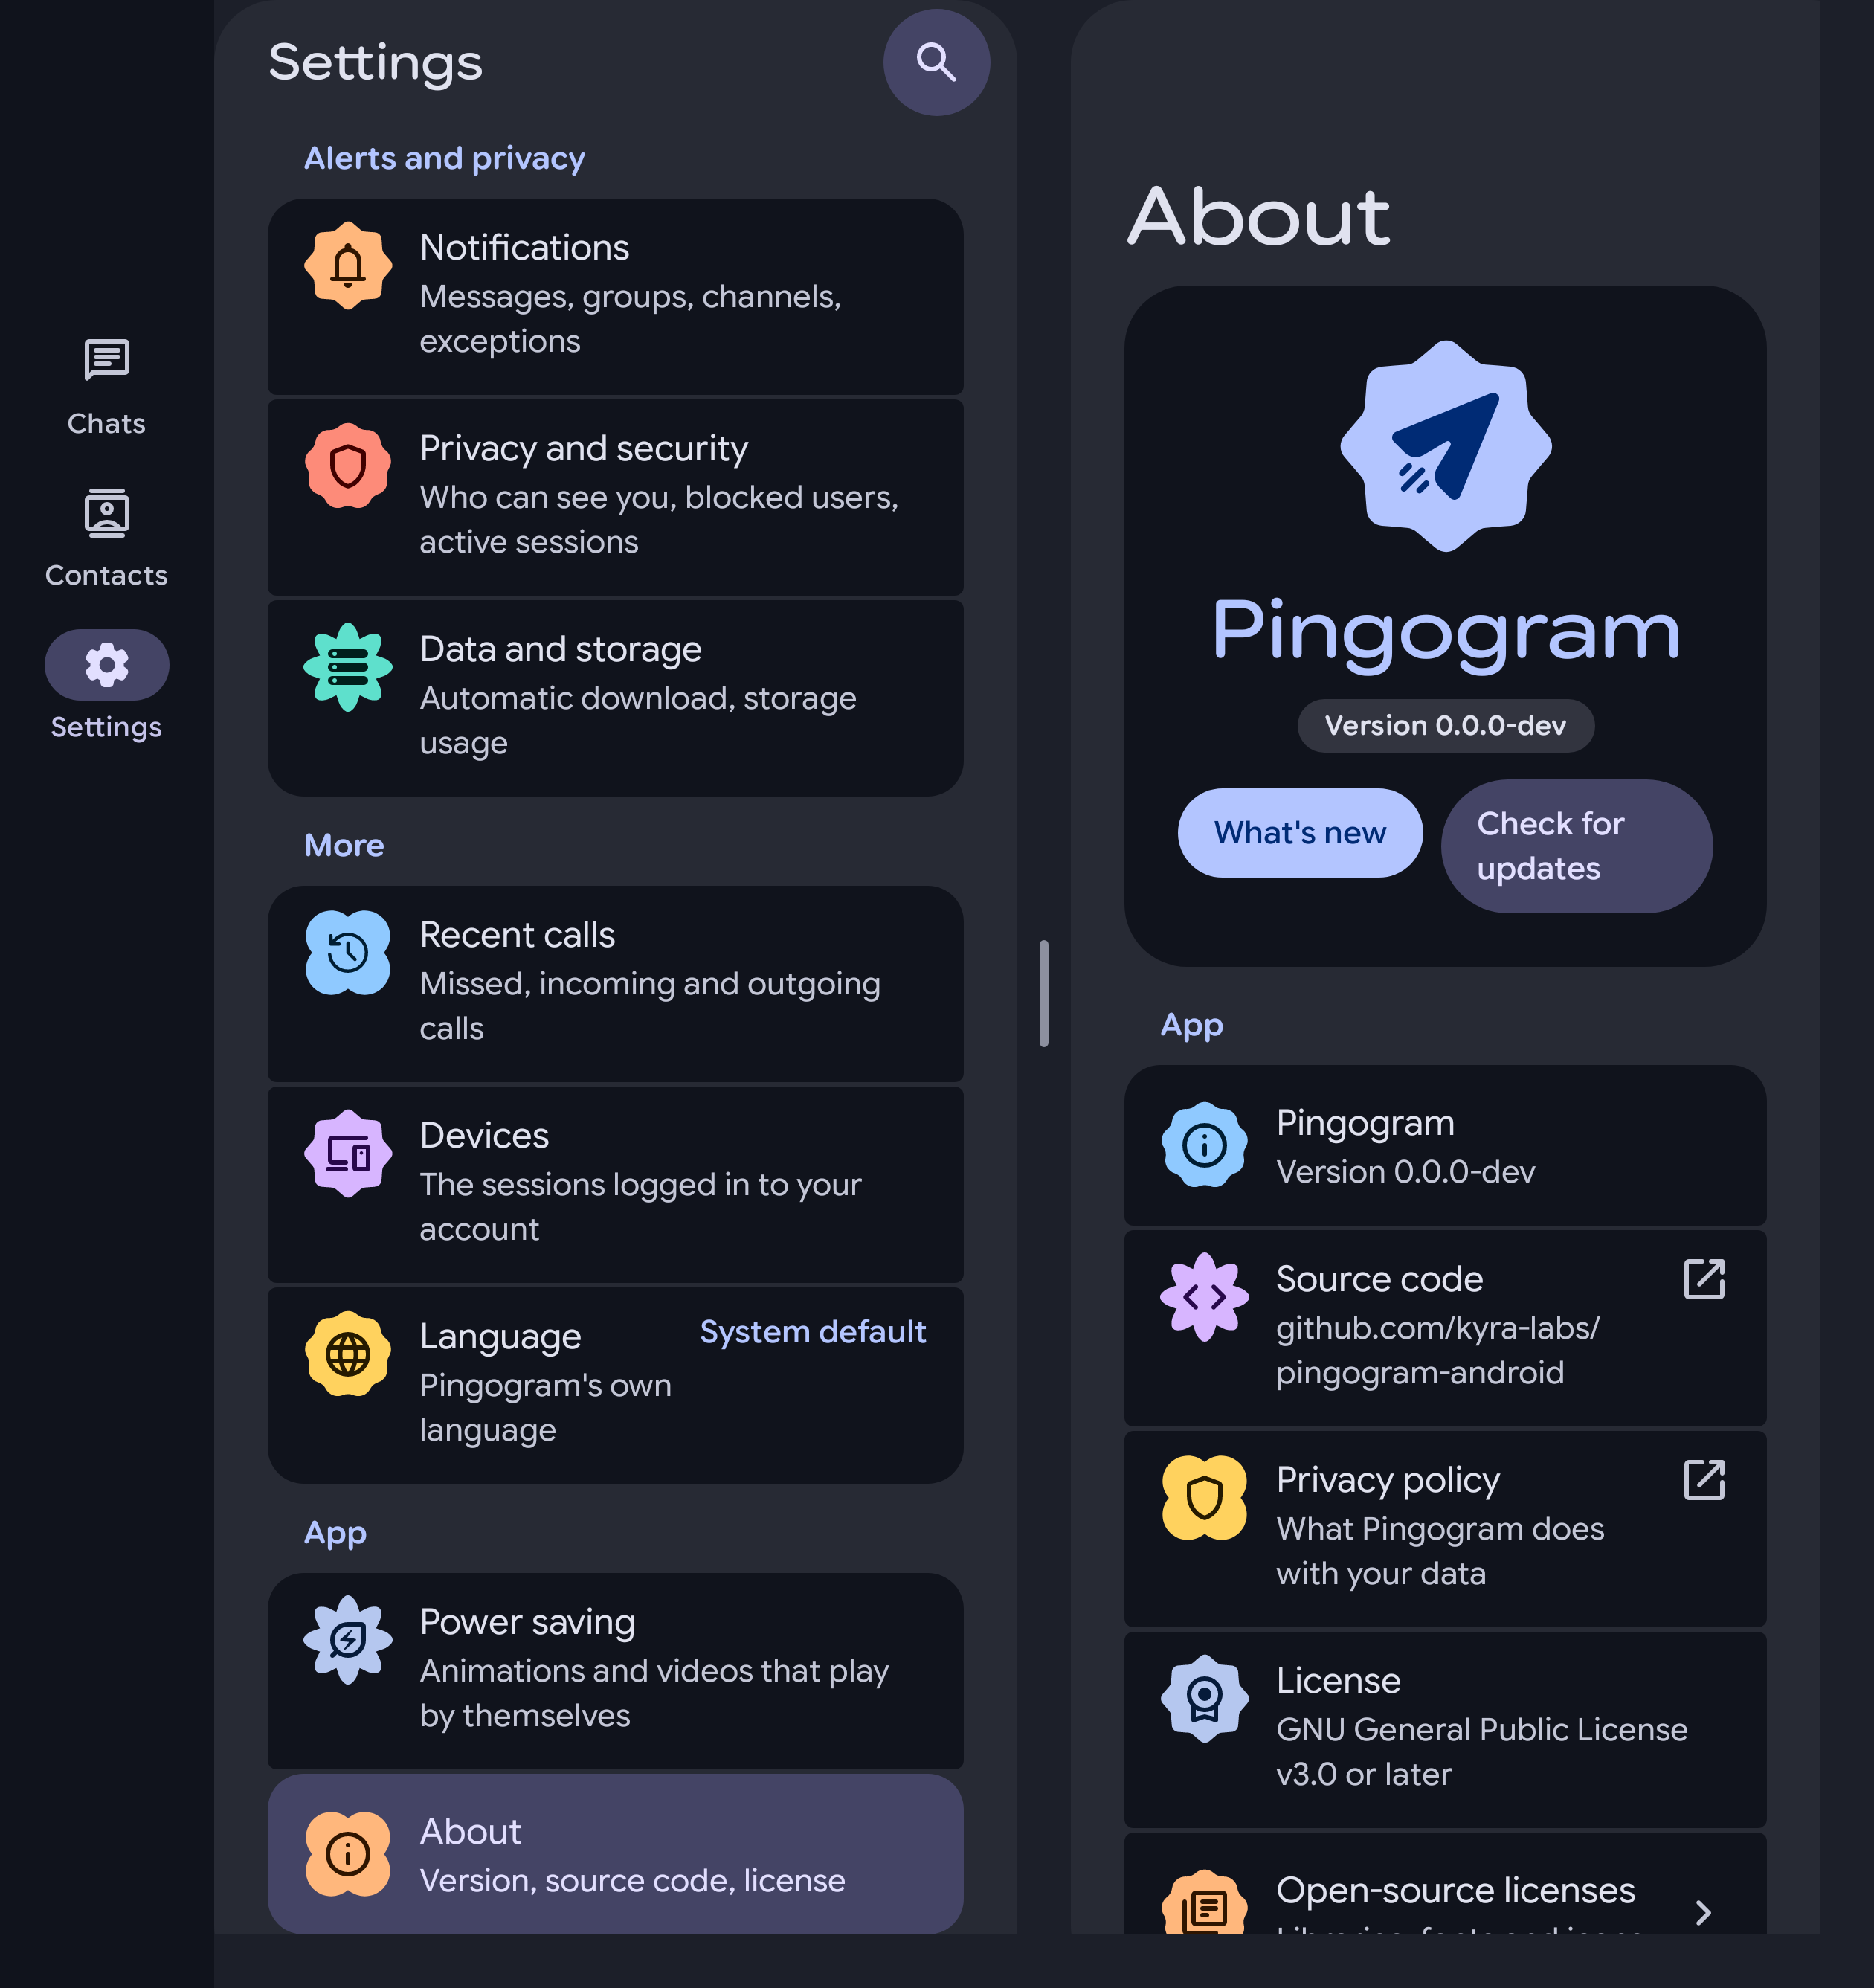 Chats
Contacts
Settings
Settings
Alerts and privacy
Notifications
Messages, groups, channels,
exceptions
Privacy and security
Who can see you, blocked users,
active sessions
Data and storage
Automatic download, storage
usage
More
Recent calls
Missed, incoming and outgoing
calls
Devices
The sessions logged in to your
account
Language
System default
Pingogram's own
language
App
Power saving
Animations and videos that play
by themselves
About
Version, source code, license
About
Pingogram
Version 0.0.0-dev
What's new
Check for
updates
App
Pingogram
Version 0.0.0-dev
Source code
github.com/kyra-labs/
pingogram-android
Privacy policy
What Pingogram does
with your data
License
GNU General Public License
v3.0 or later
Open-source licenses
Libraries, fonts and icons